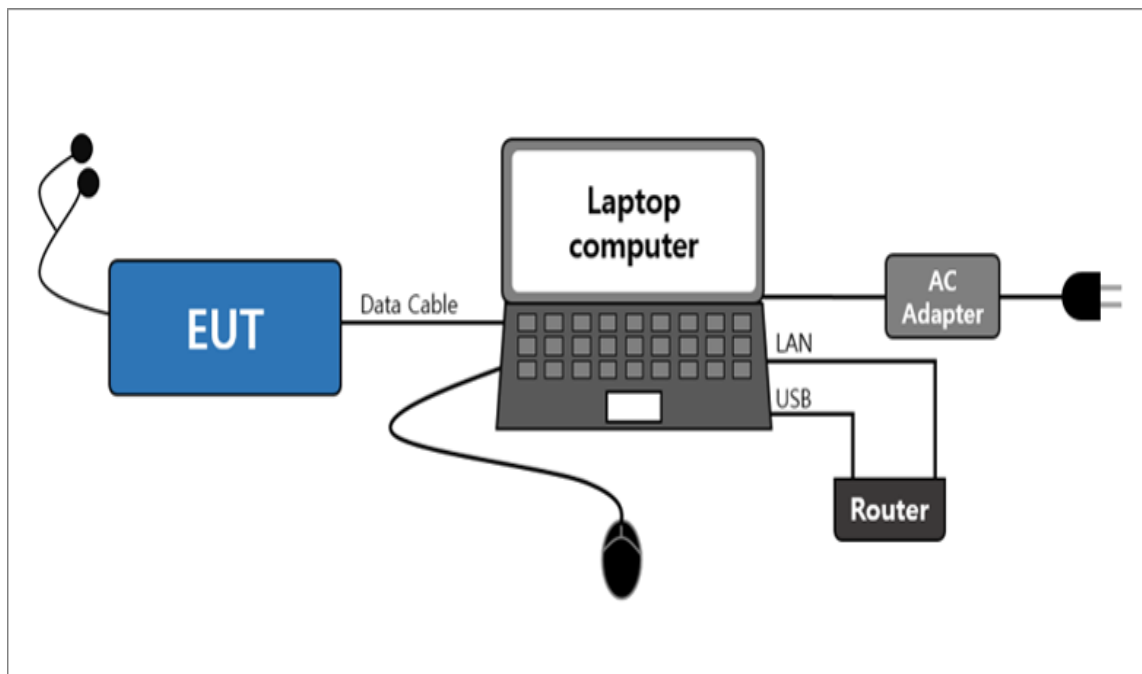 Laptop
computer
EUT
Data Cable
AC
Adapter
LAN
USB
Router